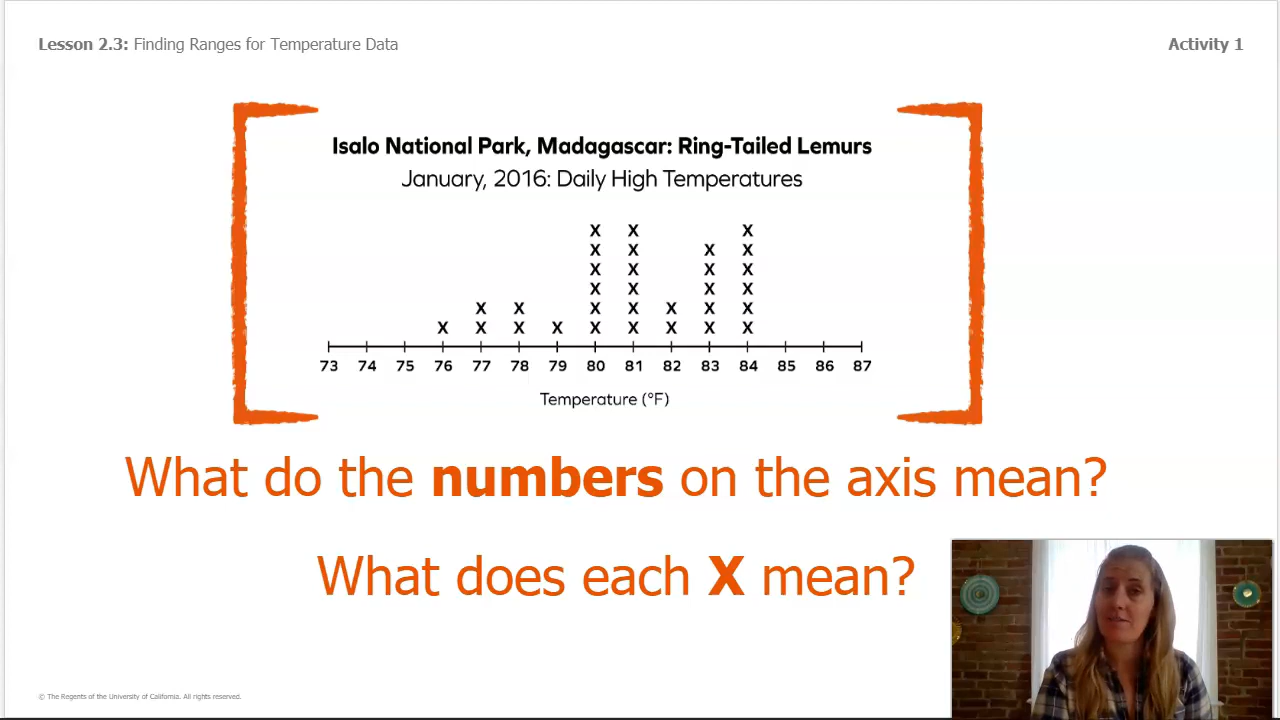 Lesson 2.3: Finding Ranges for Temperature Data
Activity 1
Isalo National Park, Madagascar: Ring-Tailed Lemurs
January, 2016: Daily High Temperatures
X X X
X X X X
X X X X
X X X X
X X X X X X X
X X X X X X X X X
73 74 75 76 77 78 79 80 81 82 83 84 85 86 87
Temperature (°F)
What do the numbers on the axis mean?
What does each X mean?
© The Regents of the University of California. All rights reserved.